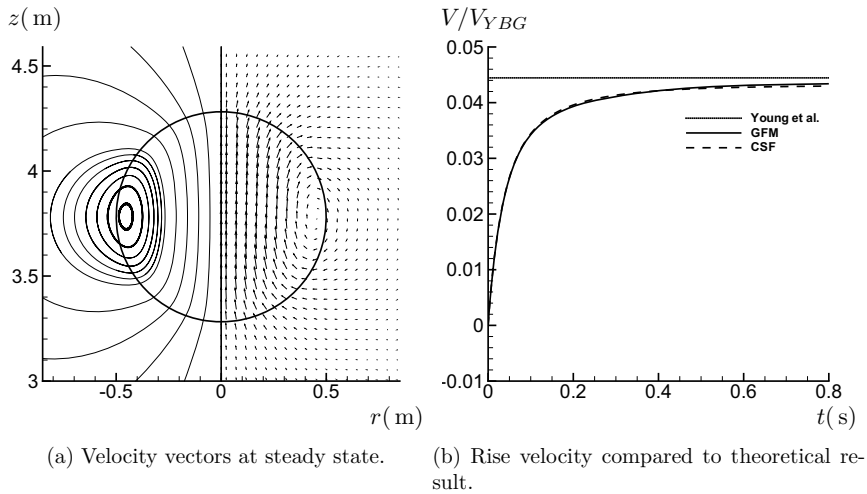 z( m)
4.5
4
3.5
3
-0.5
0
0.5
r( m)
(a) Velocity vectors at steady state.
V/V_{YBG}
0.05
0.04
0.03
0.02
0.01
0
-0.01
0
0.2
0.4
0.6
0.8
t( s)
Young et al.
GFM
CSF
(b) Rise velocity compared to theoretical re-
sult.